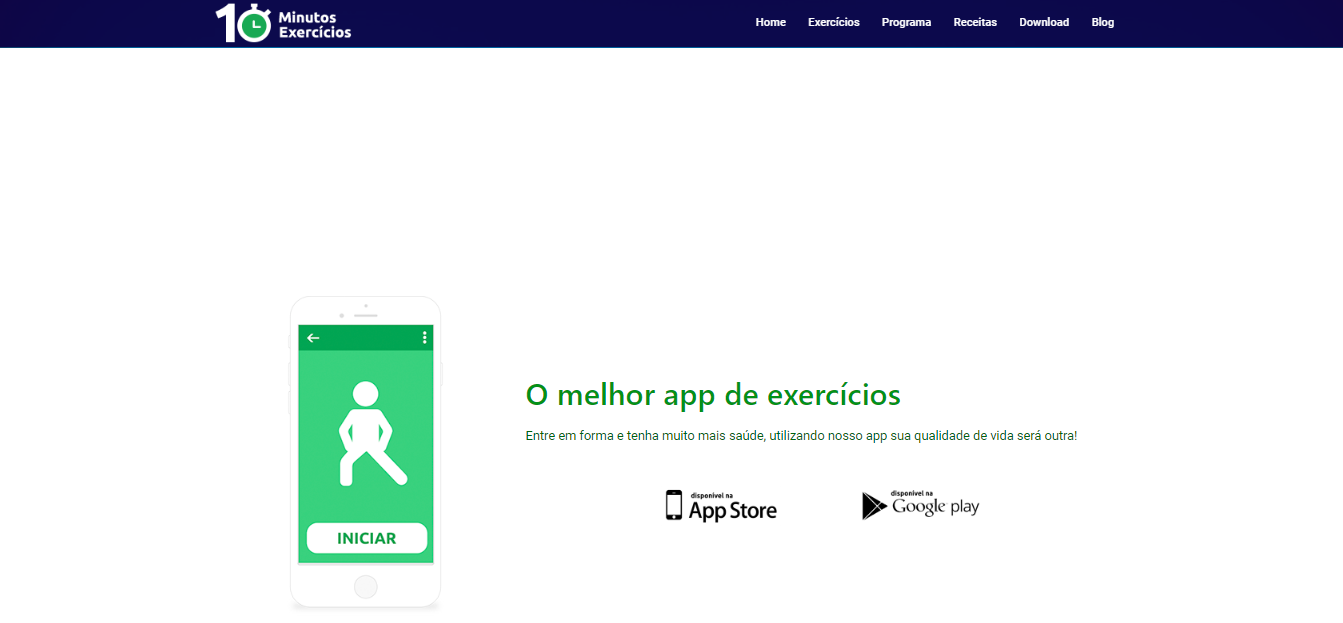 10 Minutos
Exercícios
Home Exercícios Programa Receitas Download Blog
INICIAR
O melhor app de exercícios
Entre em forma e tenha muito mais saúde, utilizando nosso app sua qualidade de vida será outra!
disponível na
App Store
disponível na
Google play